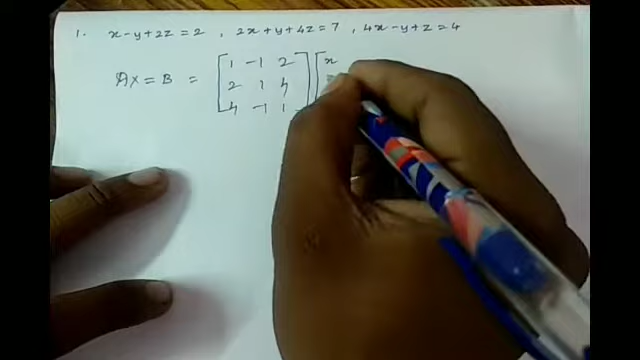 1. x-y+2z=2 , 2x+y+4z=7 , 4x-y+z=4
AX = B = [ 1 -1 2 ] [ x
2 1 4
4 -1 1